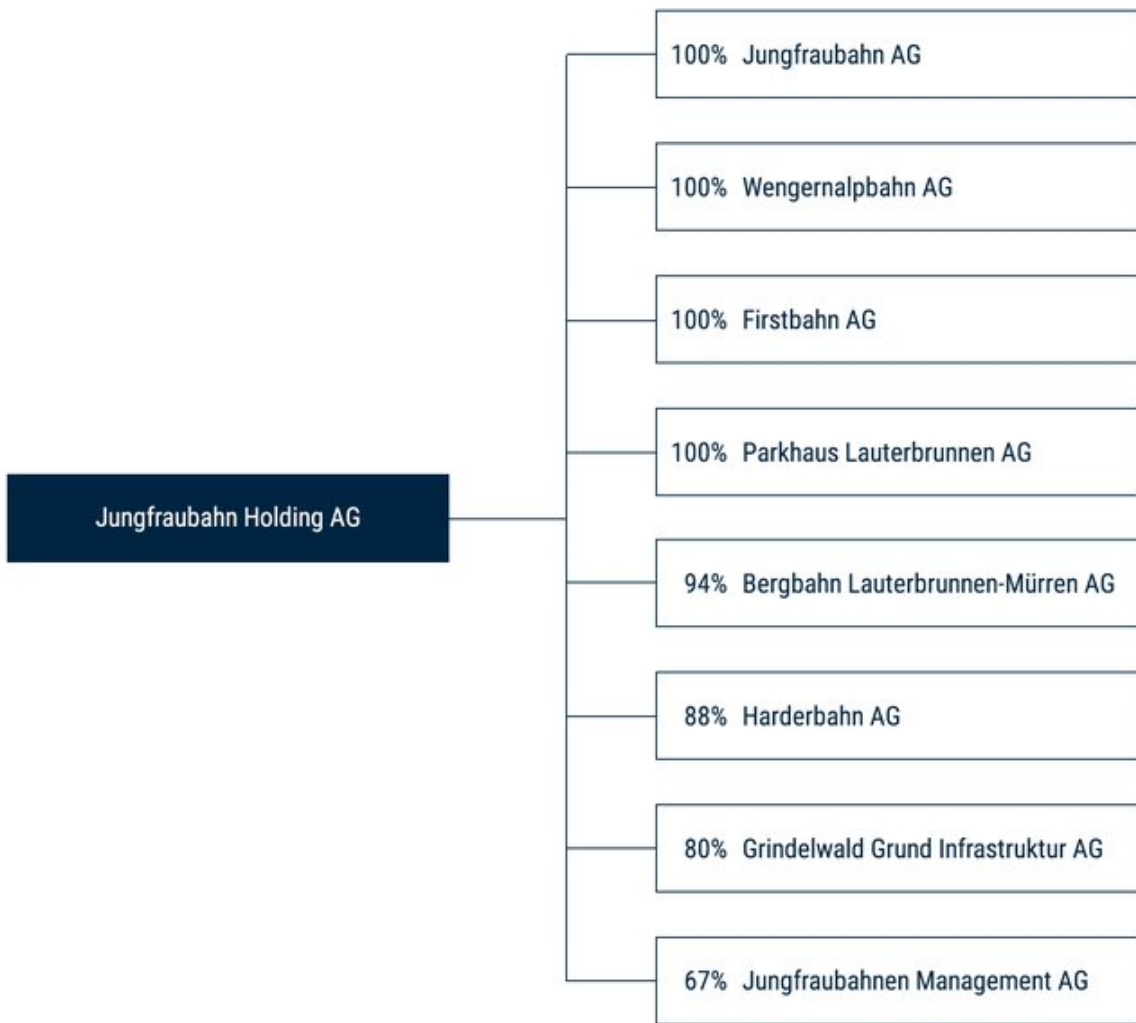 100% Jungfraubahn AG
100% Wengernalpbahn AG
100% Firstbahn AG
100% Parkhaus Lauterbrunnen AG
Jungfraubahn Holding AG
94% Bergbahn Lauterbrunnen-Mürren AG
88% Harderbahn AG
80% Grindelwald Grund Infrastruktur AG
67% Jungfraubahnen Management AG